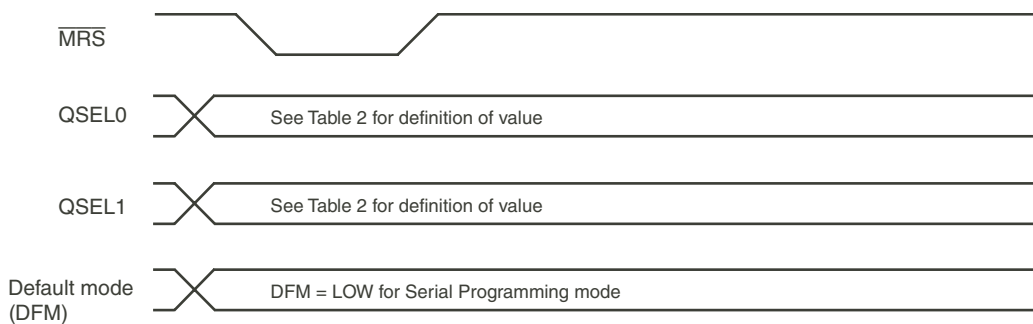 MRS
QSEL0
See Table 2 for definition of value
QSEL1
See Table 2 for definition of value
Default mode
(DFM)
DFM = LOW for Serial Programming mode